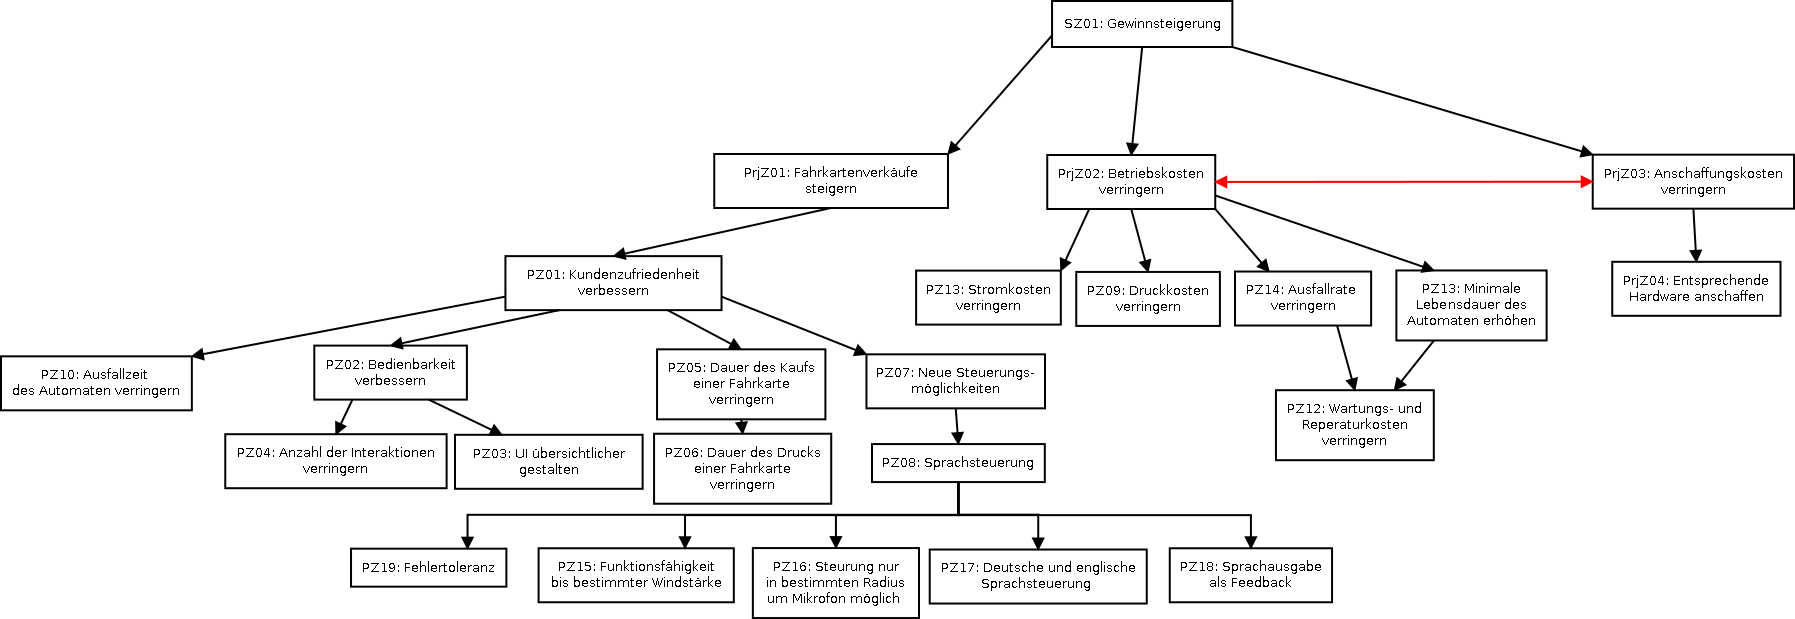 SZ01: Gewinnsteigerung
PrjZ01: Fahrkartenverkäufe
steigern
PrjZ02: Betriebskosten
verringern
PrjZ03: Anschaffungskosten
verringern
PZ01: Kundenzufriedenheit
verbessern
PZ13: Stromkosten
verringern
PZ09: Druckkosten
verringern
PZ14: Ausfallrate
verringern
PZ13: Minimale
Lebensdauer des
Automaten erhöhen
PrjZ04: Entsprechende
Hardware anschaffen
PZ10: Ausfallzeit
des Automaten verringern
PZ02: Bedienbarkeit
verbessern
PZ05: Dauer des Kaufs
einer Fahrkarte
verringern
PZ07: Neue Steuerungs-
möglichkeiten
PZ12: Wartungs- und
Reperaturkosten
verringern
PZ04: Anzahl der Interaktionen
verringern
PZ03: UI übersichtlicher
gestalten
PZ06: Dauer des Drucks
einer Fahrkarte
verringern
PZ08: Sprachsteuerung
PZ19: Fehlertoleranz
PZ15: Funktionsfähigkeit
bis bestimmter Windstärke
PZ16: Steurung nur
in bestimmten Radius
um Mikrofon möglich
PZ17: Deutsche und englische
Sprachsteuerung
PZ18: Sprachausgabe
als Feedback